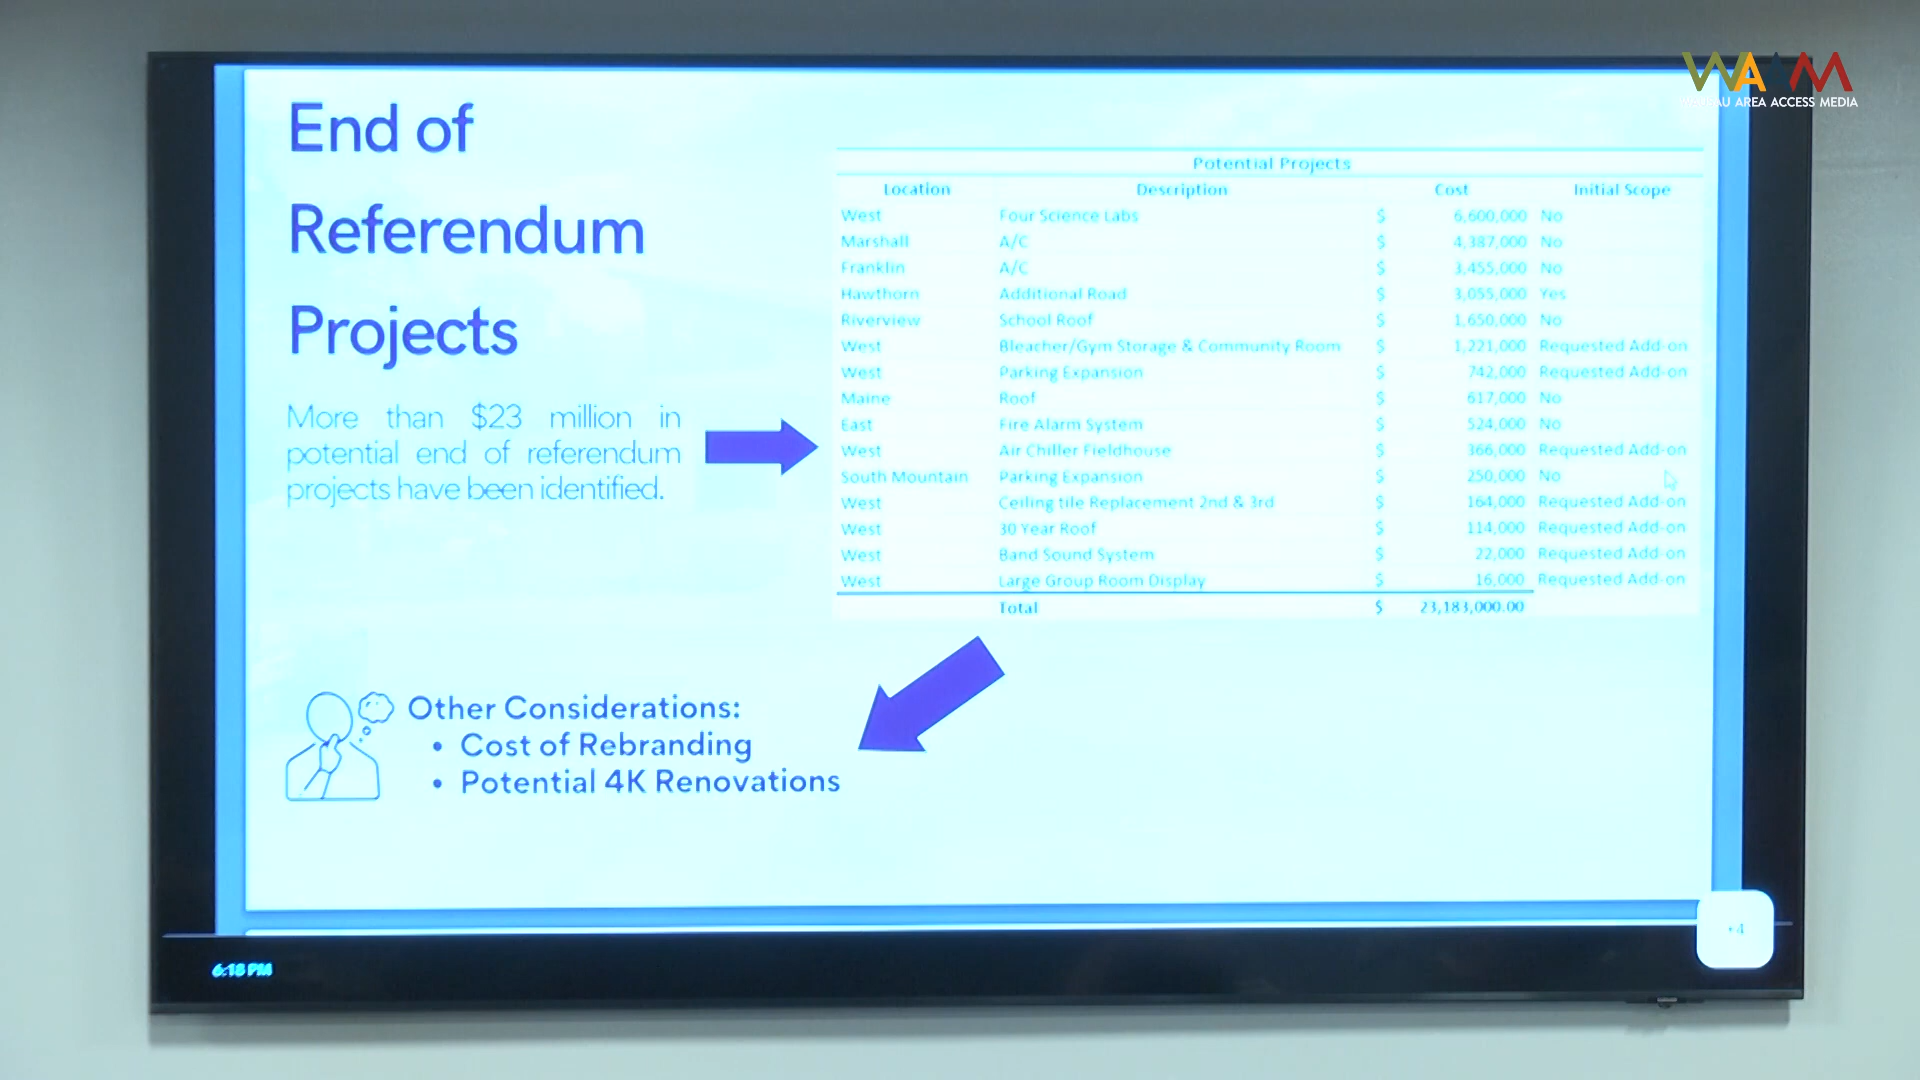 WAAM
WAUSAU AREA ACCESS MEDIA
End of
Referendum
Projects
More than $23 million in
potential end of referendum
projects have been identified.
Potential Projects
Location Description Cost Initial Scope
West Four Science Labs $ 6,600,000 No
Marshall A/C $ 4,387,000 No
Franklin A/C $ 3,455,000 No
Hawthorn Additional Road $ 3,055,000 Yes
Riverview School Roof $ 1,650,000 No
West Bleacher/Gym Storage & Community Room $ 1,221,000 Requested Add-on
West Parking Expansion $ 742,000 Requested Add-on
Maine Roof $ 617,000 No
East Fire Alarm System $ 524,000 No
West Air Chiller Fieldhouse $ 366,000 Requested Add-on
South Mountain Parking Expansion $ 250,000 No
West Ceiling tile Replacement 2nd & 3rd $ 164,000 Requested Add-on
West 30 Year Roof $ 114,000 Requested Add-on
West Band Sound System $ 22,000 Requested Add-on
West Large Group Room Display $ 16,000 Requested Add-on
Total $ 23,183,000.00
Other Considerations:
• Cost of Rebranding
• Potential 4K Renovations
+4
6:18 PM